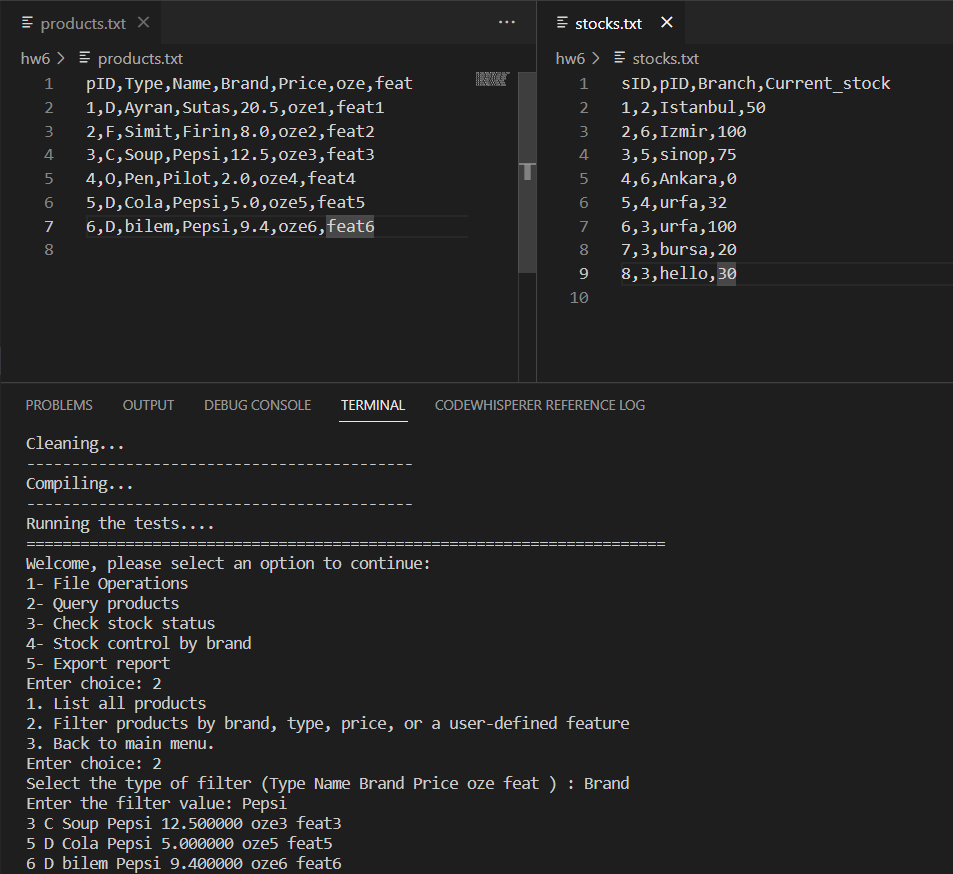 products.txt
hw6 > products.txt
1 pID,Type,Name,Brand,Price,oze,feat
2 1,D,Ayran,Sutas,20.5,oze1,feat1
3 2,F,Simit,Firin,8.0,oze2,feat2
4 3,C,Soup,Pepsi,12.5,oze3,feat3
5 4,O,Pen,Pilot,2.0,oze4,feat4
6 5,D,Cola,Pepsi,5.0,oze5,feat5
7 6,D,bilem,Pepsi,9.4,oze6,feat6
8
stocks.txt
hw6 > stocks.txt
1 sID,pID,Branch,Current_stock
2 1,2,Istanbul,50
3 2,6,Izmir,100
4 3,5,sinop,75
5 4,6,Ankara,0
6 5,4,urfa,32
7 6,3,urfa,100
8 7,3,bursa,20
9 8,3,hello,30
10
PROBLEMS OUTPUT DEBUG CONSOLE TERMINAL CODEWHISPERER REFERENCE LOG
Cleaning...
-------------------------------------------
Compiling...
-------------------------------------------
Running the tests....
=======================================================================
Welcome, please select an option to continue:
1- File Operations
2- Query products
3- Check stock status
4- Stock control by brand
5- Export report
Enter choice: 2
1. List all products
2. Filter products by brand, type, price, or a user-defined feature
3. Back to main menu.
Enter choice: 2
Select the type of filter (Type Name Brand Price oze feat ) : Brand
Enter the filter value: Pepsi
3 C Soup Pepsi 12.500000 oze3 feat3
5 D Cola Pepsi 5.000000 oze5 feat5
6 D bilem Pepsi 9.400000 oze6 feat6